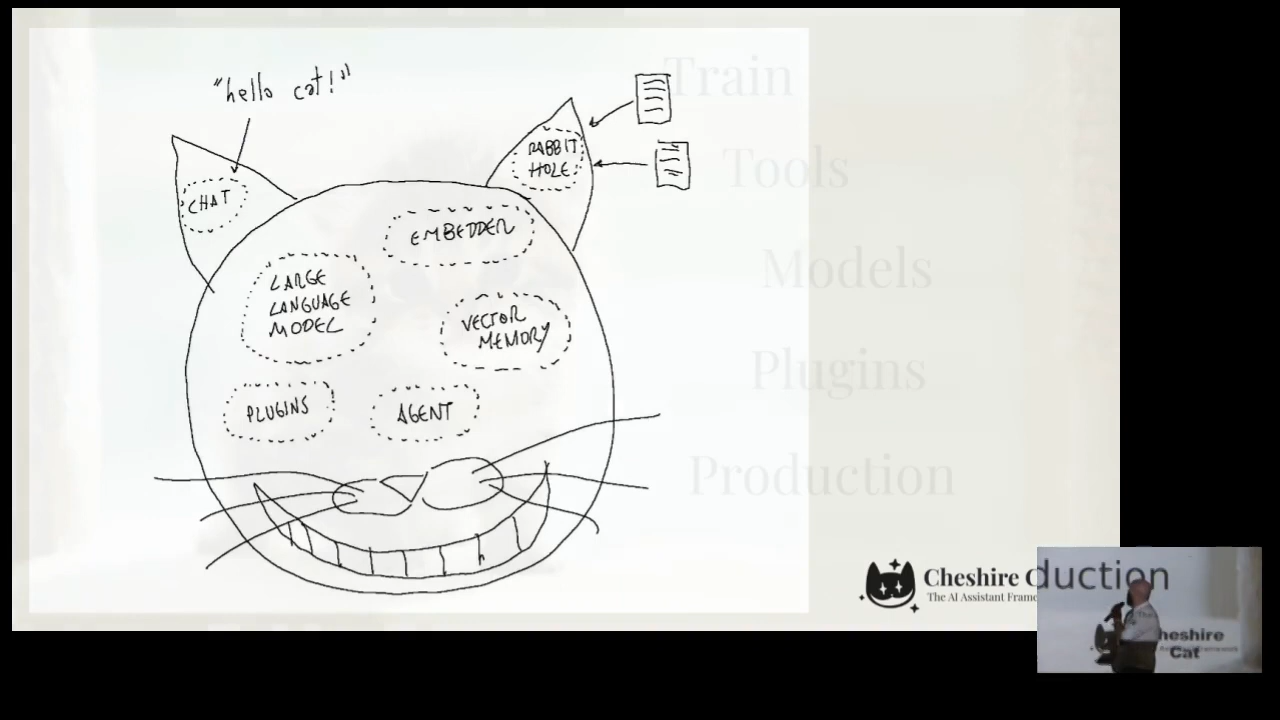 "hello cat!"
CHAT
RABBIT
HOLE
EMBEDDER
LARGE
LANGUAGE
MODEL
VECTOR
MEMORY
PLUGINS
AGENT
Train
Tools
Models
Plugins
Production
Cheshire C
The AI Assistant Frame
duction
heshire
Cat